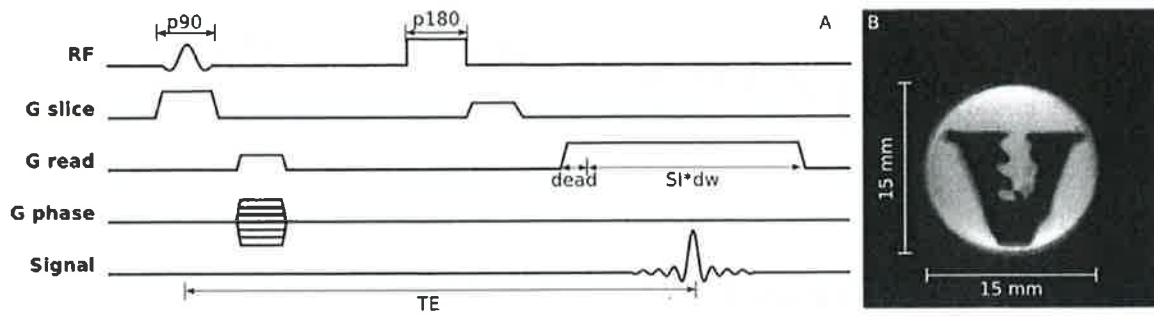 p90
p180
A
B
RF
G slice
G read
dead
SI*dw
G phase
Signal
TE
15 mm
15 mm